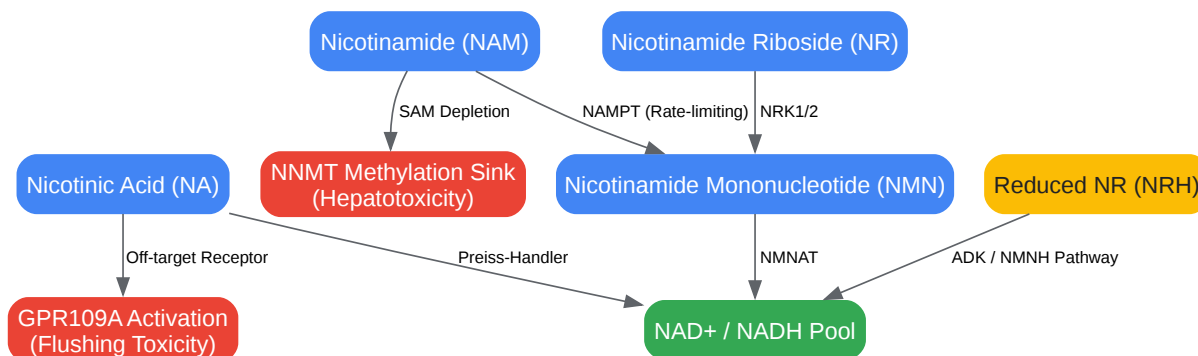 Nicotinamide (NAM)
Nicotinamide Riboside (NR)
SAM Depletion
NAMPT (Rate-limiting)
NRK1/2
Nicotinic Acid (NA)
NNMT Methylation Sink
(Hepatotoxicity)
Nicotinamide Mononucleotide (NMN)
Reduced NR (NRH)
Off-target Receptor
Preiss-Handler
NMNAT
ADK / NMNH Pathway
GPR109A Activation
(Flushing Toxicity)
NAD+ / NADH Pool